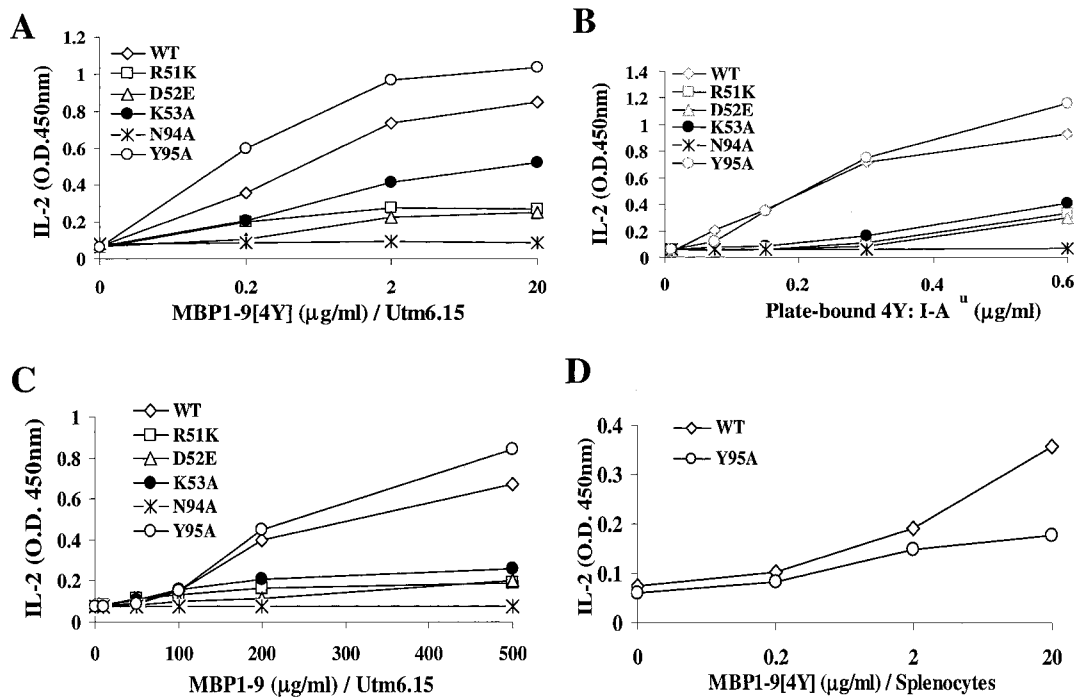 A
IL-2 (O.D.450nm)
1.2
1
0.8
0.6
0.4
0.2
0
WT
R51K
D52E
K53A
N94A
Y95A
0 0.2 2 20
MBP1-9[4Y] (μg/ml) / Utm6.15
B
IL-2 (O.D.450nm)
1.4
1.2
1
0.8
0.6
0.4
0.2
0
WT
R51K
D52E
K53A
N94A
Y95A
0 0.2 0.4 0.6
Plate-bound 4Y: I-A u (μg/ml)
C
IL-2 (O.D. 450nm)
1
0.8
0.6
0.4
0.2
0
WT
R51K
D52E
K53A
N94A
Y95A
0 100 200 300 400 500
MBP1-9 (μg/ml) / Utm6.15
D
IL-2 (O.D. 450nm)
0.4
0.3
0.2
0.1
0
WT
Y95A
0 0.2 2 20
MBP1-9[4Y] (μg/ml) / Splenocytes